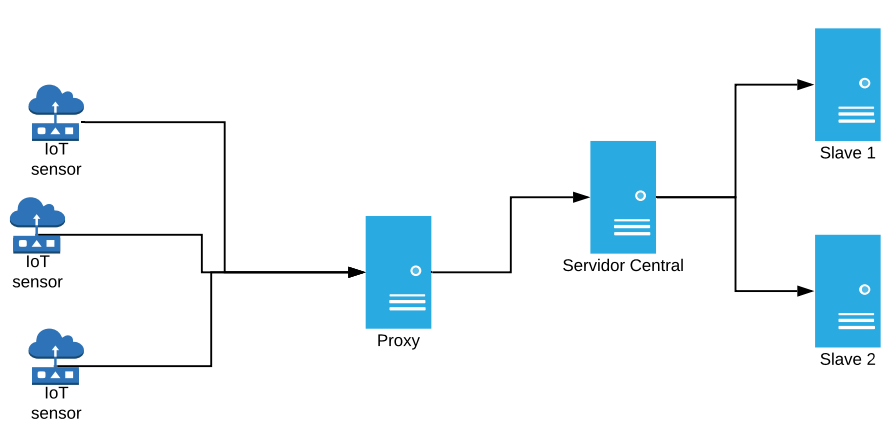 IoT
sensor
IoT
sensor
IoT
sensor
Proxy
Servidor Central
Slave 1
Slave 2